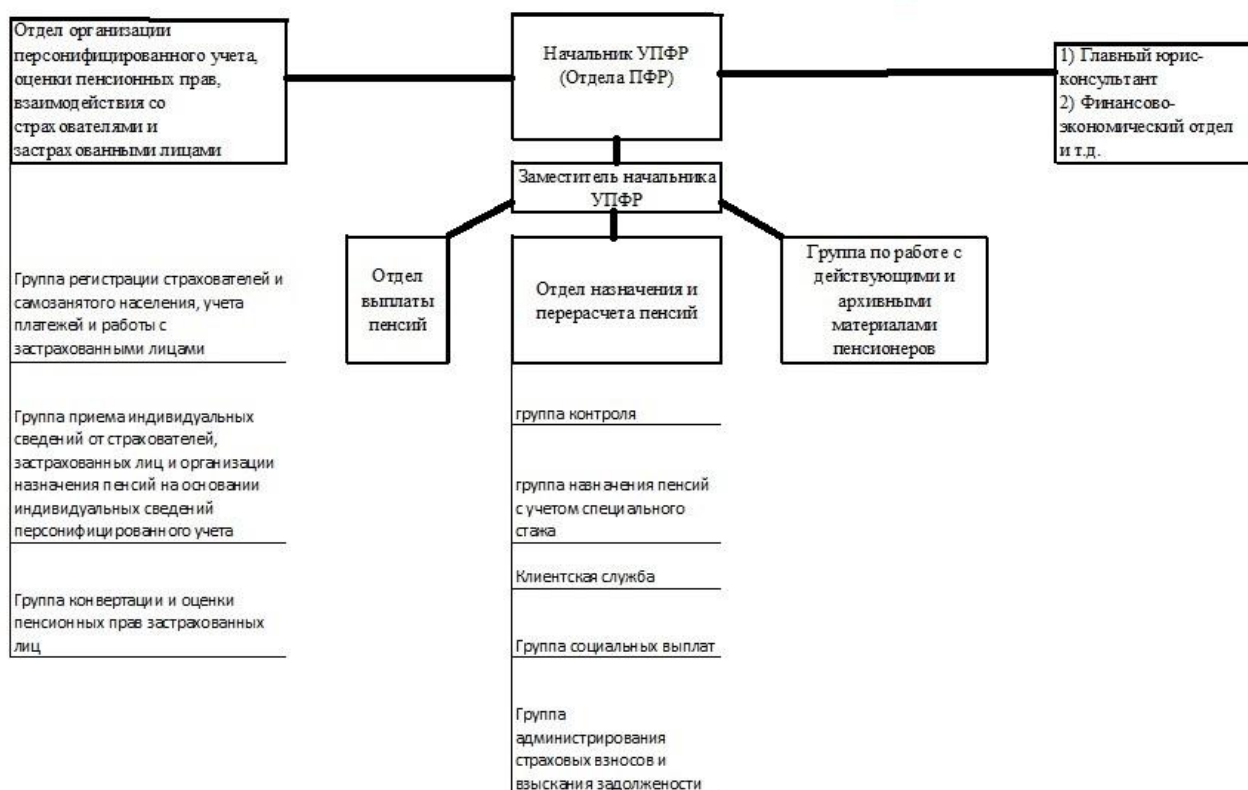 Отдел организации
персонифицированного учета,
оценки пенсионных прав,
взаимодействия со
страхователями и
застрахованными лицами
Начальник УПФР
(Отдела ПФР)
1) Главный юрис-
консультант
2) Финансово-
экономический отдел
и т.д.
Заместитель начальника
УПФР
Отдел
выплаты
пенсий
Отдел назначения и
перерасчета пенсий
Группа по работе с
действующими и
архивными
материалами
пенсионеров
Группа регистрации страхователей и
самозанятого населения, учета
платежей и работы с
застрахованными лицами
Группа приема индивидуальных
сведений от страхователей,
застрахованных лиц и организации
назначения пенсий на основании
индивидуальных сведений
персонифицированного учета
Группа конвертации и оценки
пенсионных прав застрахованных
лиц
группа контроля
группа назначения пенсий
с учетом специального
стажа
Клиентская служба
Группа социальных выплат
Группа
администрирования
страховых взносов и
взыскания задолжености